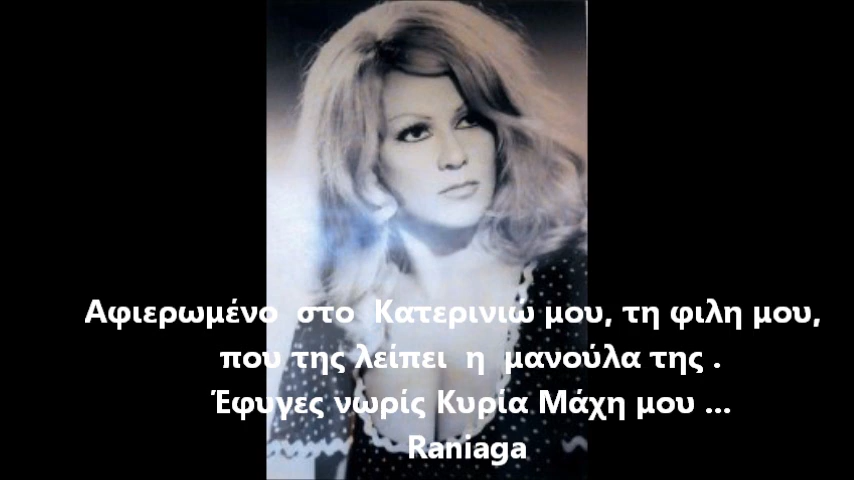 Αφιερωμένο στο Κατερινιώ μου, τη φιλη μου,
που της λείπει η μανούλα της .
Έφυγες νωρίς Κυρία Μάχη μου ...
Raniaga